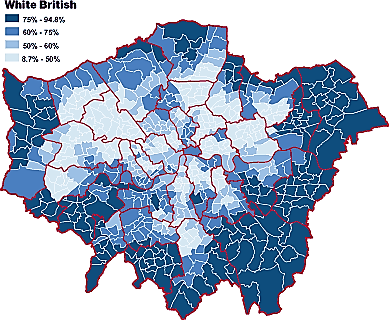 White British
75% - 94.8%
60% - 75%
50% - 60%
8.7% - 50%